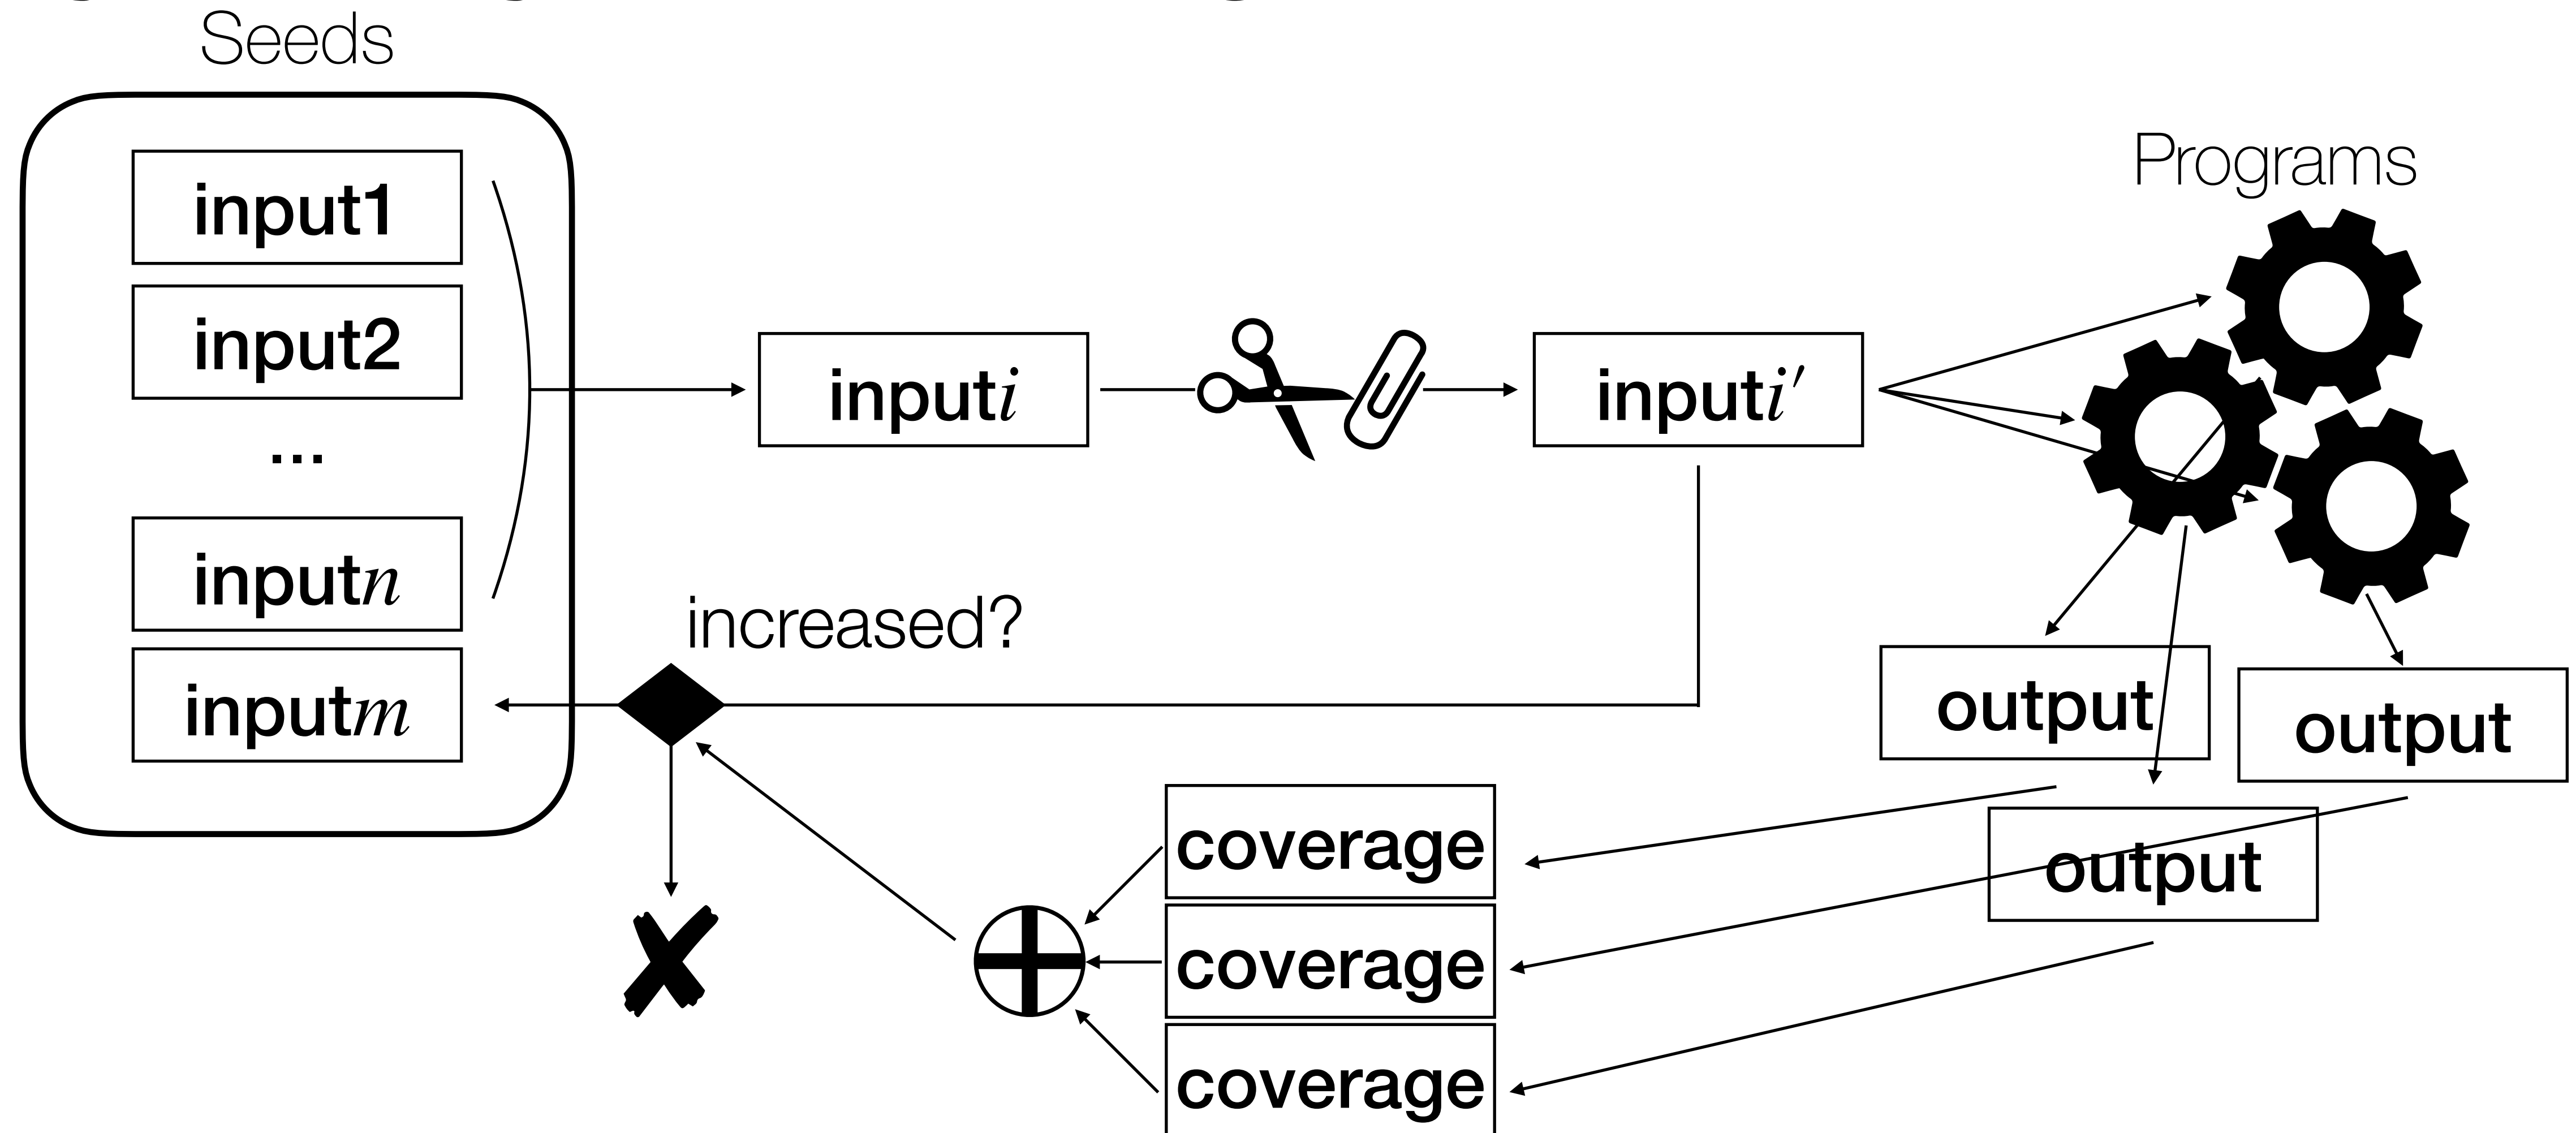 Seeds
input1
input2
...
input𝑛
input𝑚
input𝑖
input𝑖′
Programs
increased?
output
output
output
coverage
coverage
coverage